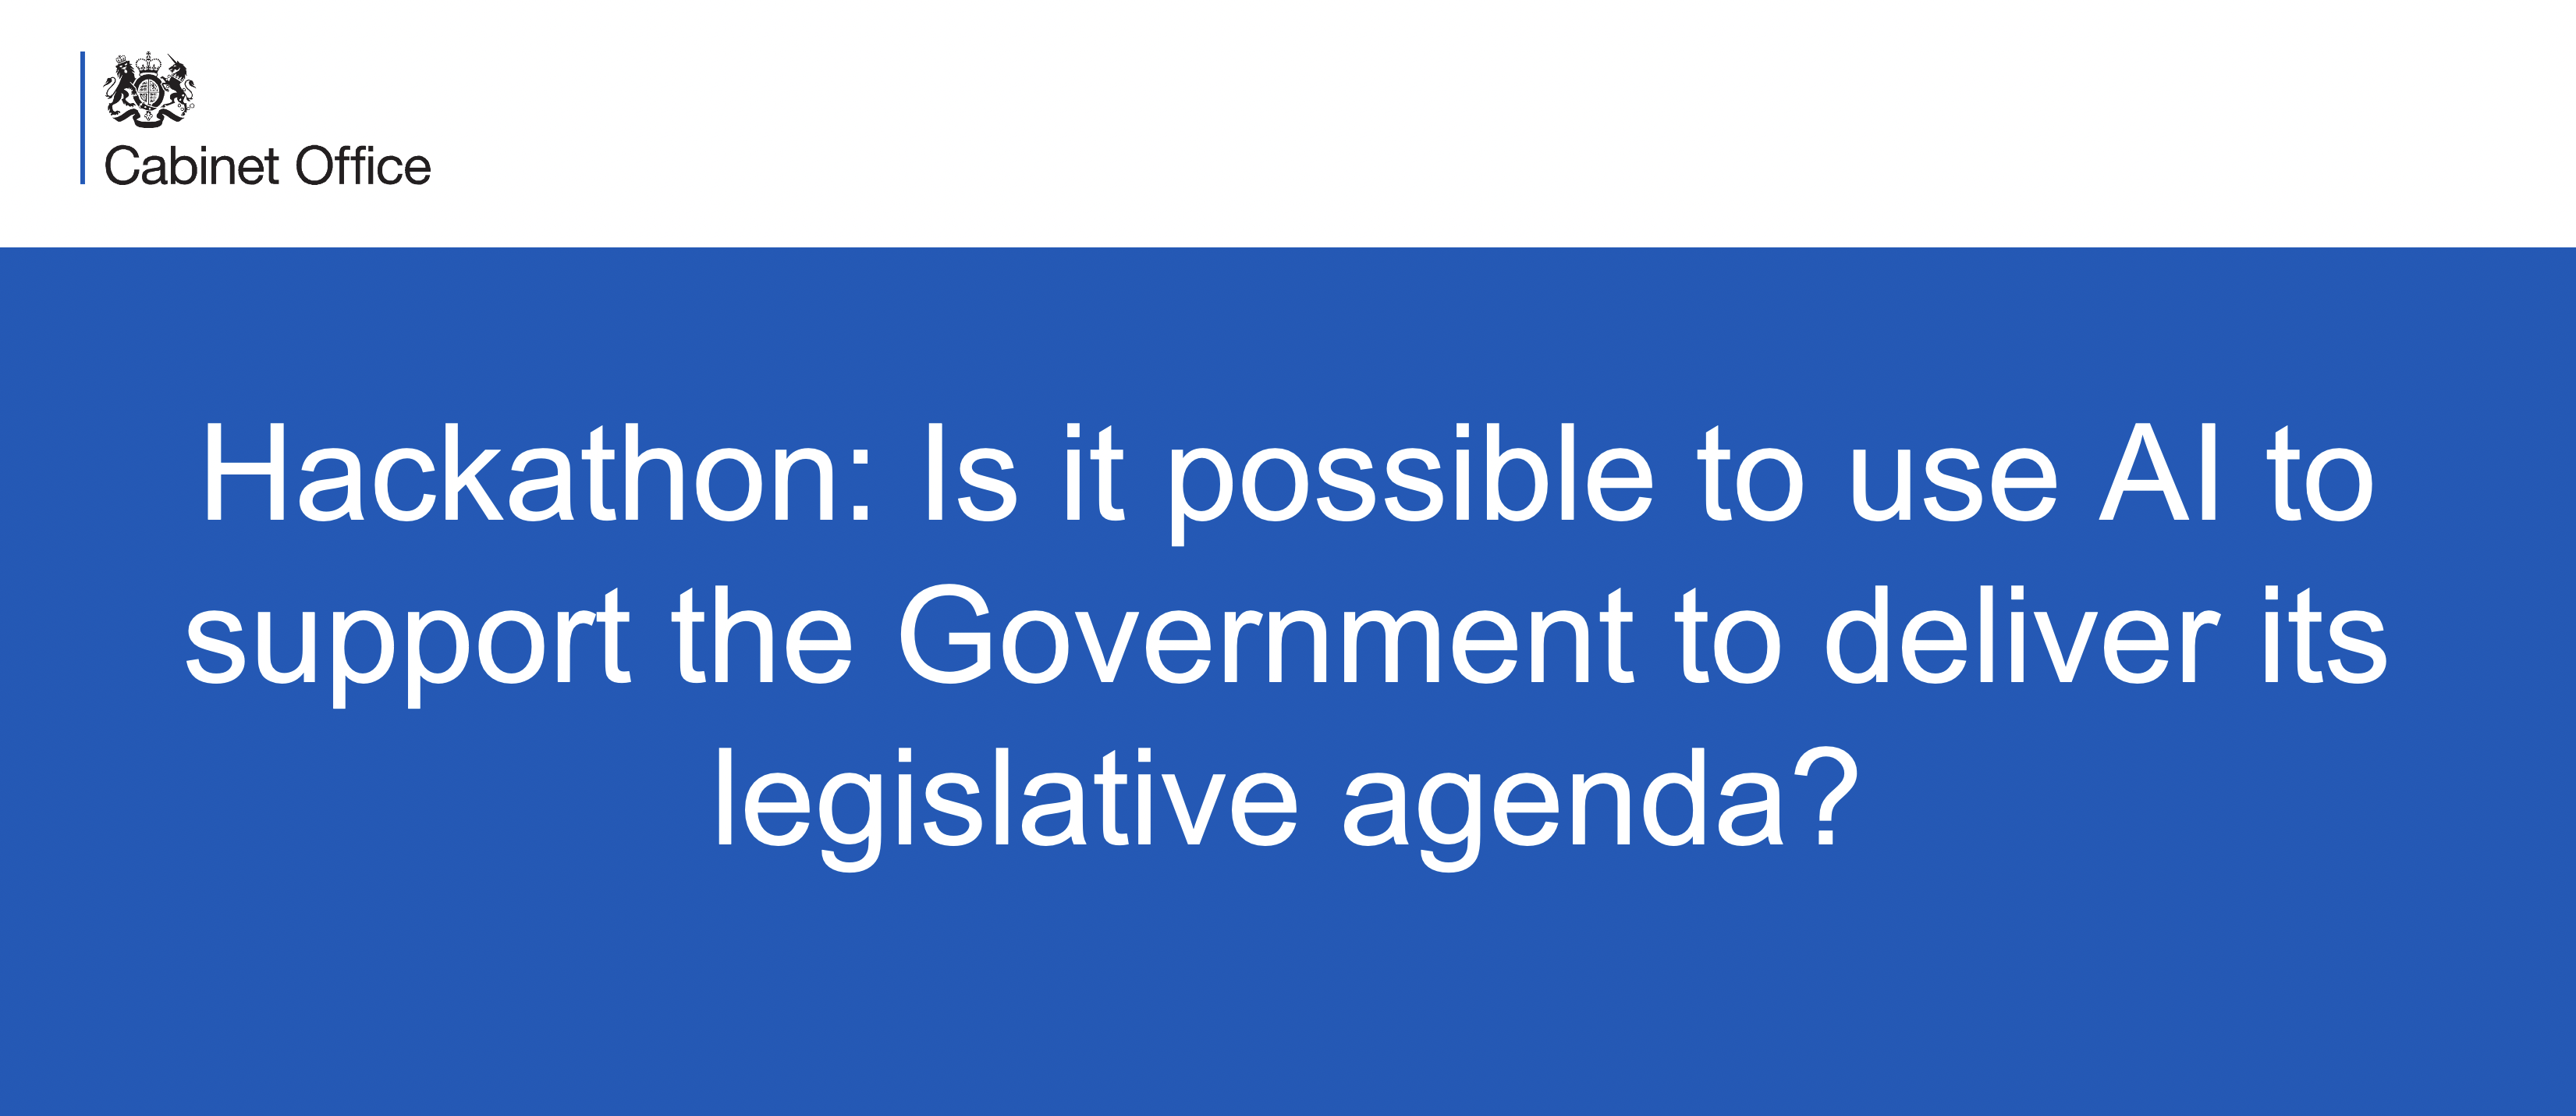 Cabinet Office
Hackathon: Is it possible to use AI to
support the Government to deliver its
legislative agenda?